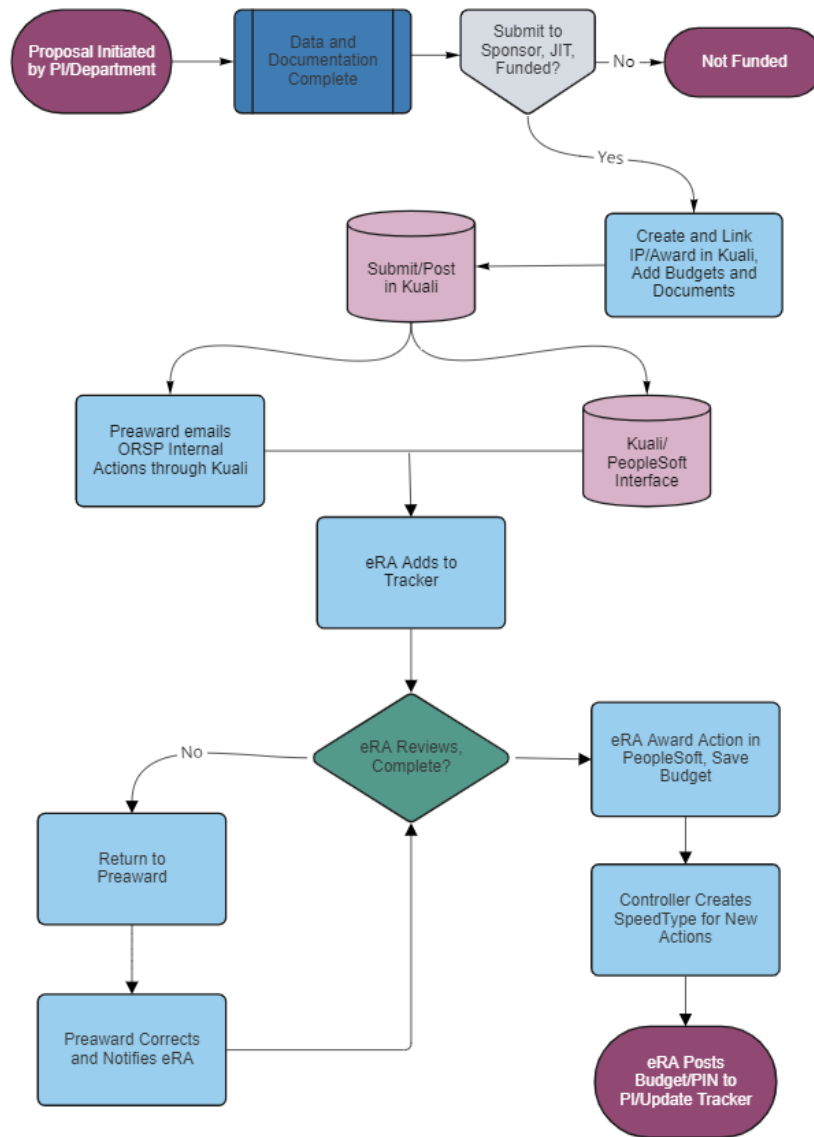 Proposal Initiated
by PI/Department
Data and
Documentation
Complete
Submit to
Sponsor, JIT,
Funded?
No
Not Funded
Yes
Create and Link
IP/Award in Kuali,
Add Budgets and
Documents
Submit/Post
in Kuali
Preaward emails
ORSP Internal
Actions through Kuali
Kuali/
PeopleSoft
Interface
eRA Adds to
Tracker
eRA Reviews,
Complete?
No
eRA Award Action in
PeopleSoft, Save
Budget
Return to
Preaward
Controller Creates
SpeedType for New
Actions
Preaward Corrects
and Notifies eRA
eRA Posts
Budget/PIN to
PI/Update Tracker